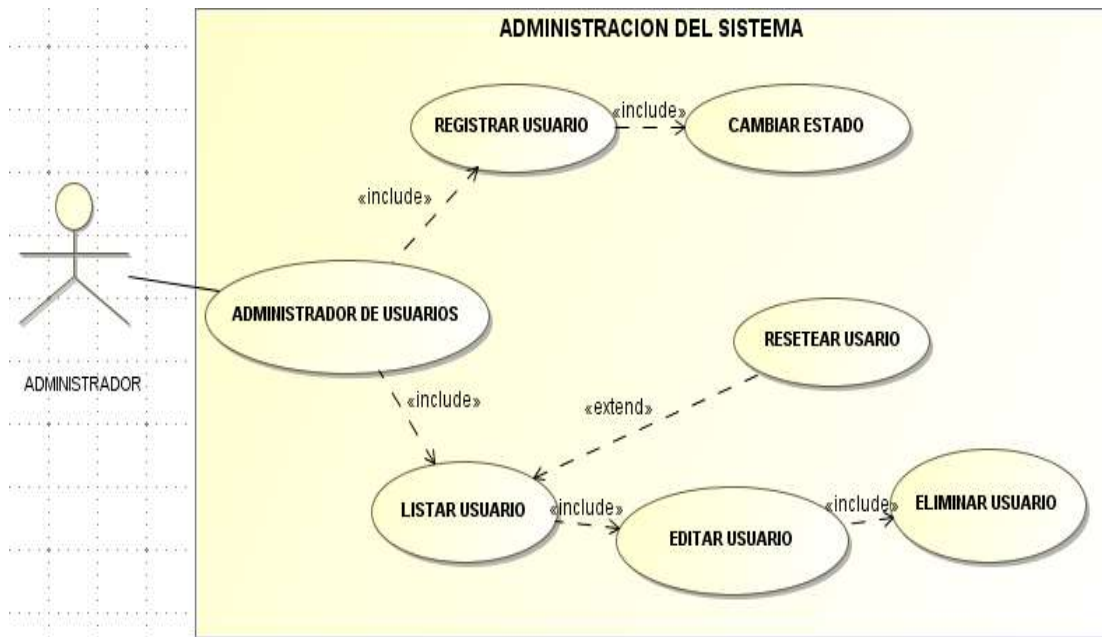 ADMINISTRACION DEL SISTEMA
REGISTRAR USUARIO
«include»
CAMBIAR ESTADO
«include»
ADMINISTRADOR DE USUARIOS
RESETEAR USARIO
ADMINISTRADOR
«include»
«extend»
LISTAR USUARIO
«include»
EDITAR USUARIO
«include»
ELIMINAR USUARIO